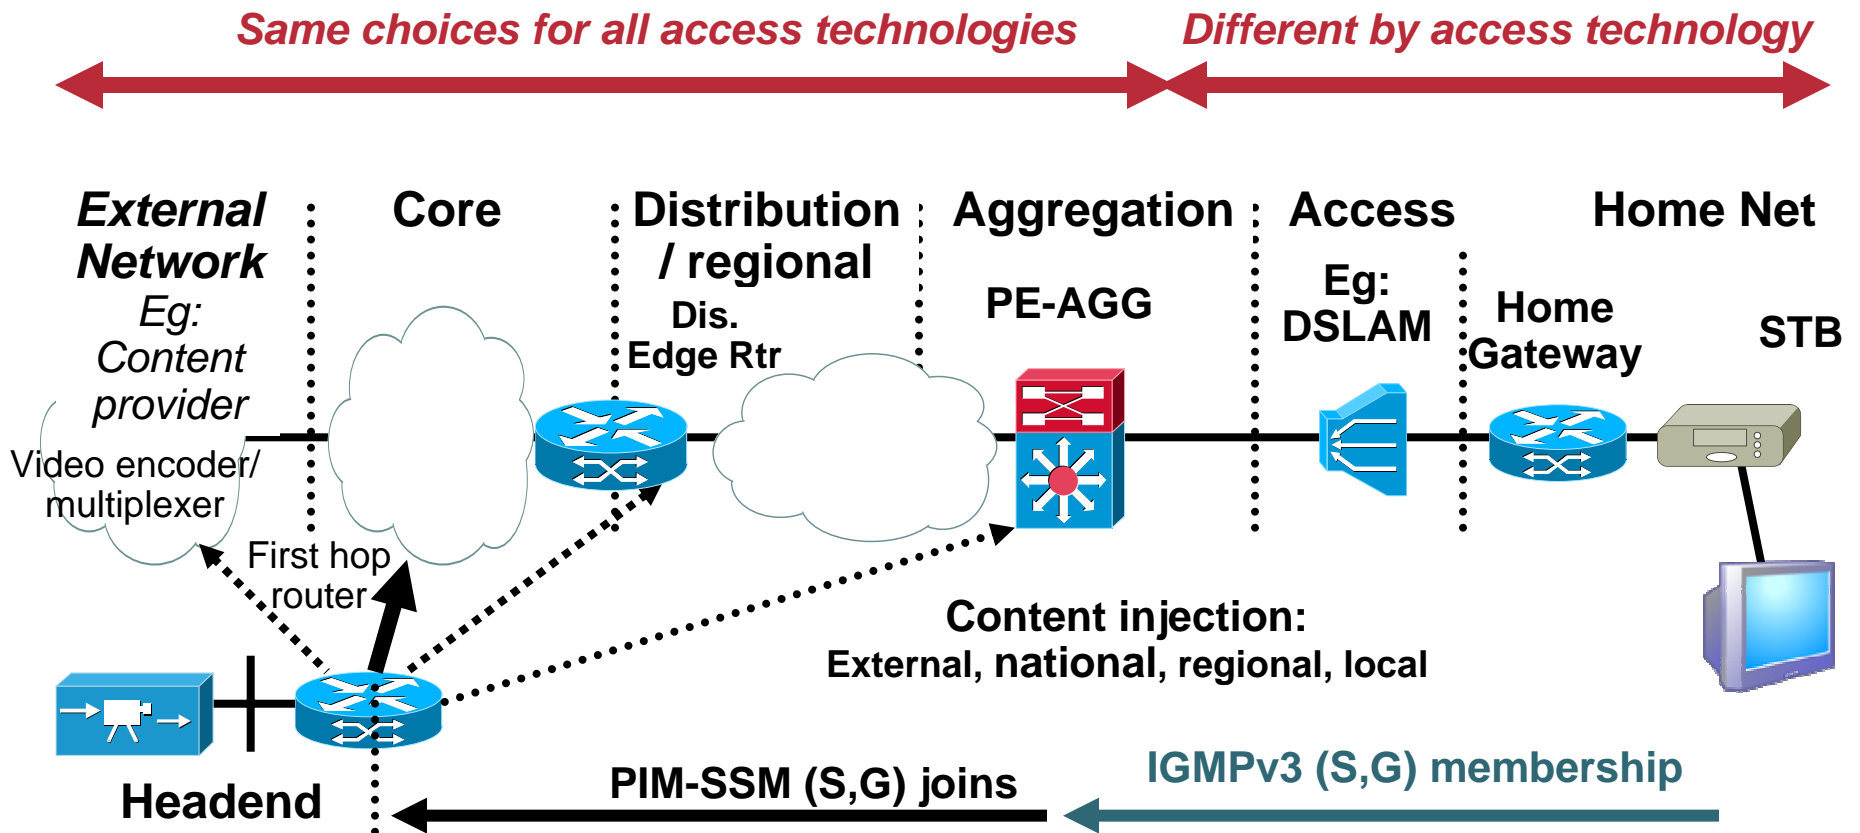 Same choices for all access technologies
Different by access technology
External
Network
Eg:
Content
provider
Video encoder/
multiplexer
Core
Distribution
/ regional
Dis.
Edge Rtr
Aggregation
PE-AGG
Access
Eg:
DSLAM
Home Net
Home
Gateway
STB
First hop
router
Content injection:
External, national, regional, local
Headend
PIM-SSM (S,G) joins
IGMPv3 (S,G) membership